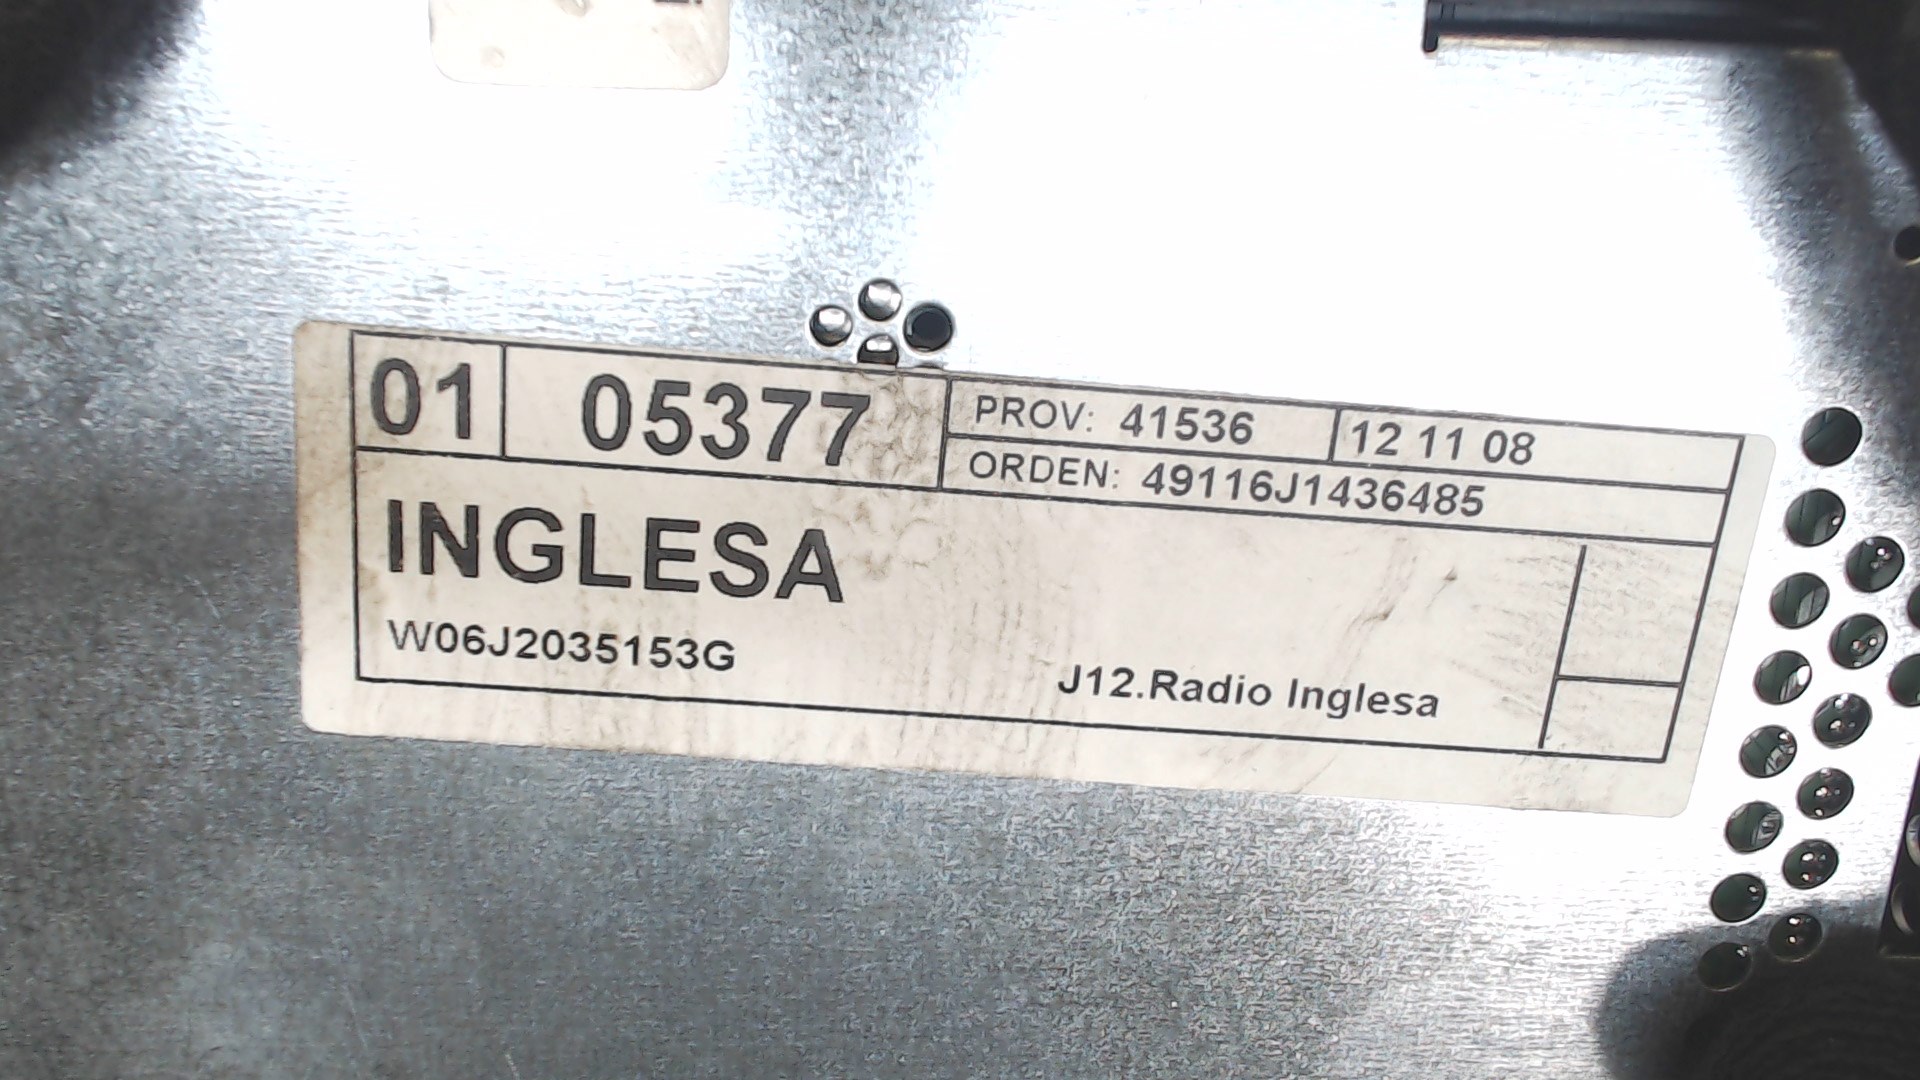 01 05377 PROV: 41536 12 11 08
ORDEN: 49116J1436485
INGLESA
W06J2035153G
J12.Radio Inglesa